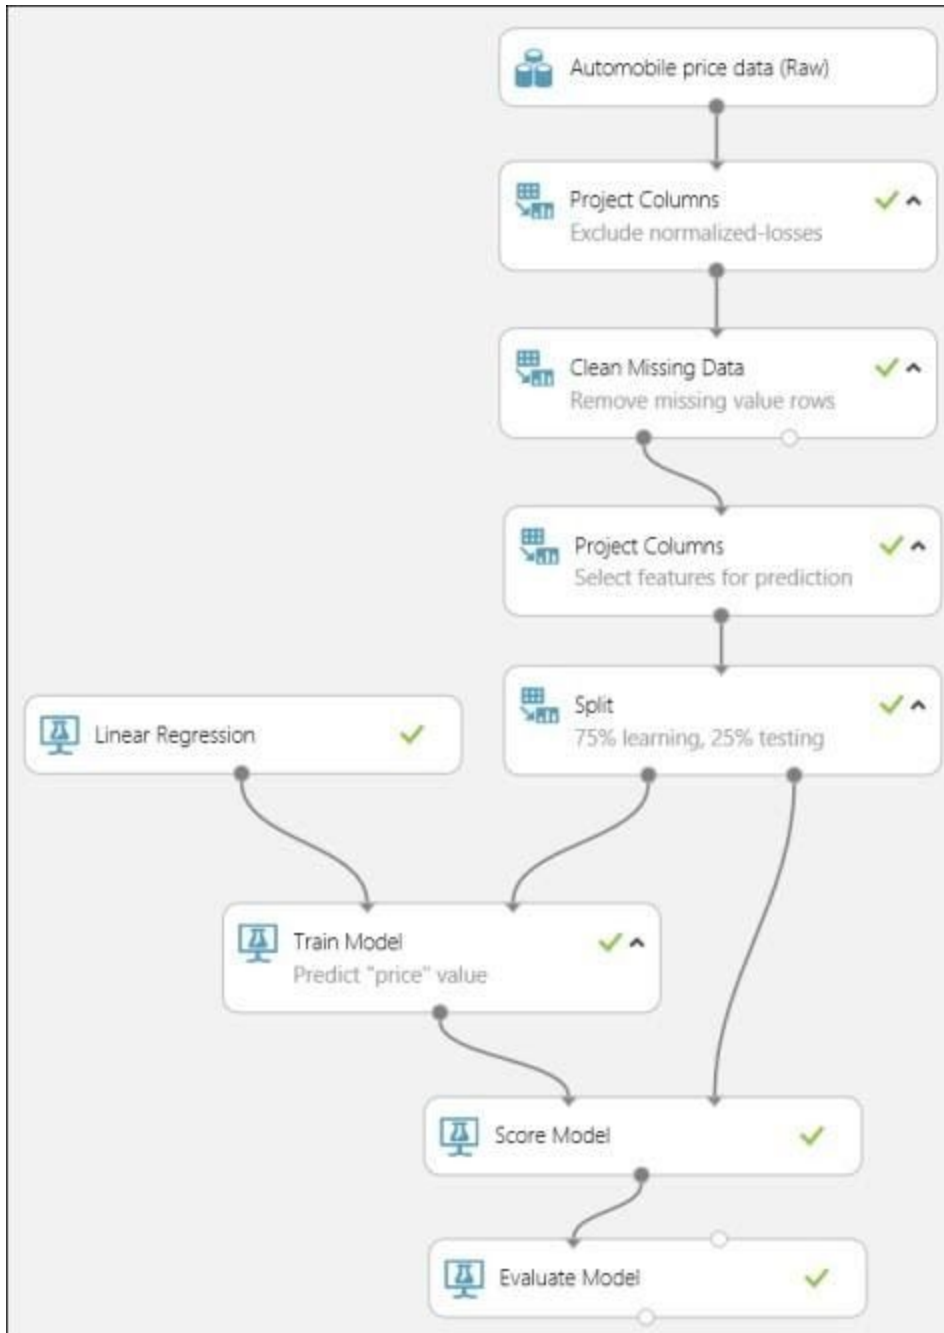 Automobile price data (Raw)
Project Columns
Exclude normalized-losses
Clean Missing Data
Remove missing value rows
Project Columns
Select features for prediction
Split
75% learning, 25% testing
Linear Regression
Train Model
Predict "price" value
Score Model
Evaluate Model